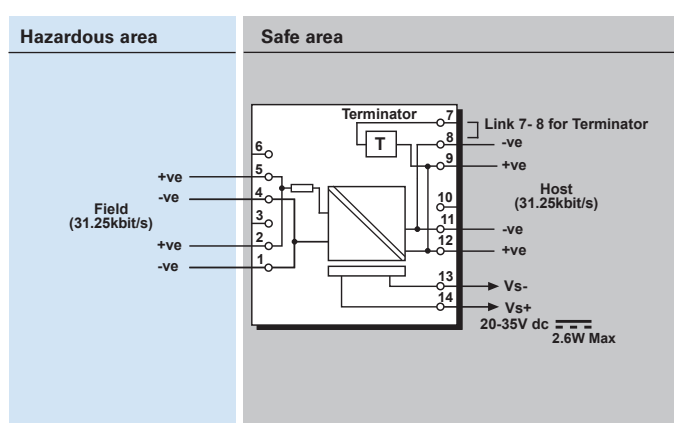 Hazardous area
Safe area
Terminator
7
Link 7- 8 for Terminator
T
8
-ve
9
+ve
6
5
+ve
4
-ve
Field
(31.25kbit/s)
3
2
+ve
1
-ve
10
Host
(31.25kbit/s)
11
-ve
12
+ve
13
Vs-
14
Vs+
20-35V dc
2.6W Max